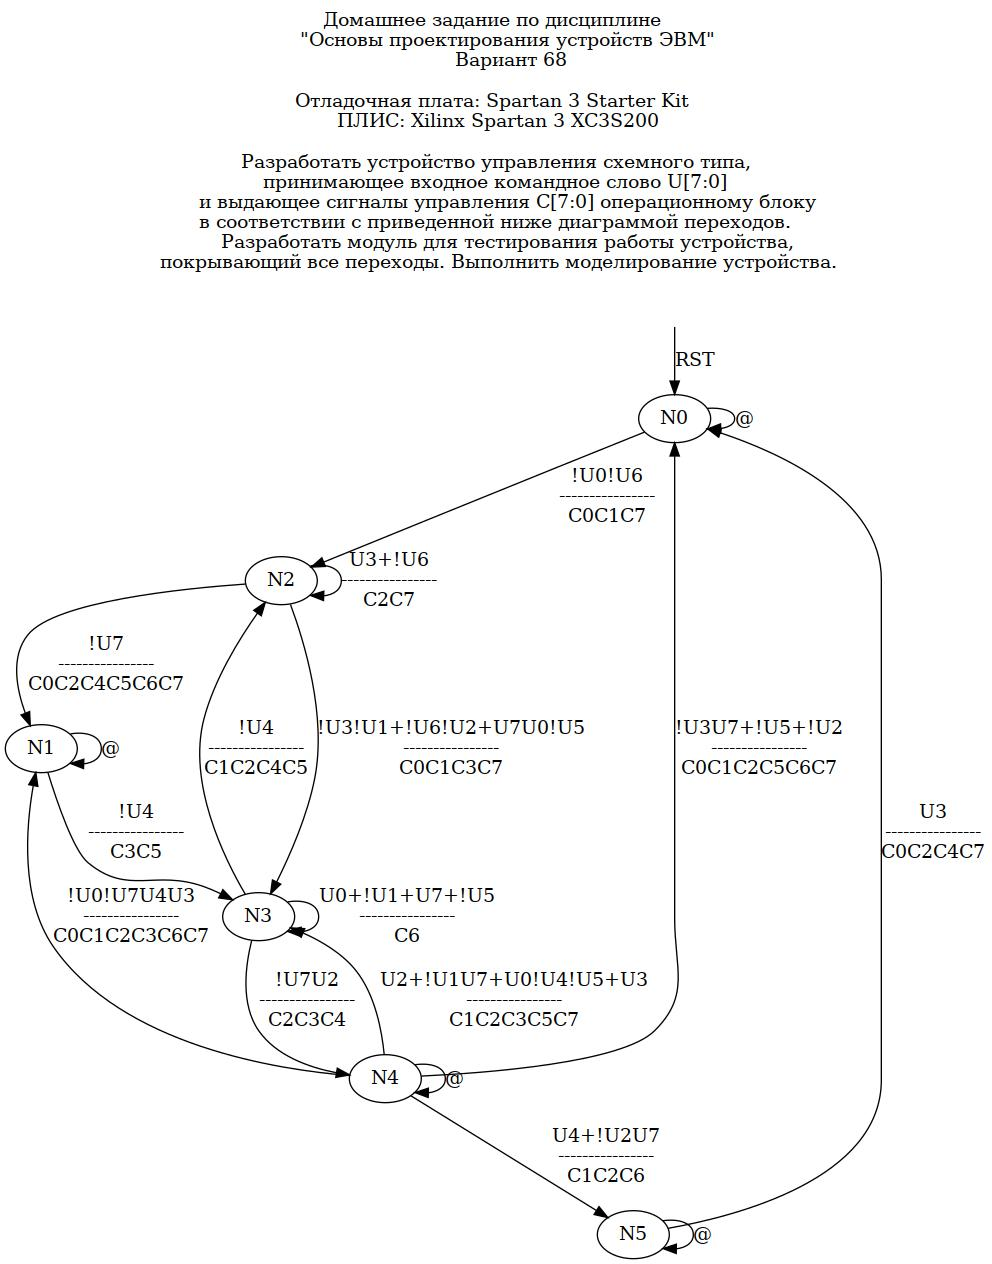 Домашнее задание по дисциплине
"Основы проектирования устройств ЭВМ"
Вариант 68
Отладочная плата: Spartan 3 Starter Kit
ПЛИС: Xilinx Spartan 3 XC3S200
Разработать устройство управления схемного типа,
принимающее входное командное слово U[7:0]
и выдающее сигналы управления C[7:0] операционному блоку
в соответствии с приведенной ниже диаграммой переходов.
Разработать модуль для тестирования работы устройства,
покрывающий все переходы. Выполнить моделирование устройства.
RST
N0
@
!U0!U6
----------------
C0C1C7
N2
U3+!U6
----------------
C2C7
!U7
----------------
C0C2C4C5C6C7
!U4
----------------
C1C2C4C5
!U3!U1+!U6!U2+U7U0!U5
----------------
C0C1C3C7
!U3U7+!U5+!U2
----------------
C0C1C2C5C6C7
N1
@
U3
----------------
C0C2C4C7
!U4
----------------
C3C5
!U0!U7U4U3
----------------
C0C1C2C3C6C7
N3
U0+!U1+U7+!U5
----------------
C6
!U7U2
----------------
C2C3C4
U2+!U1U7+U0!U4!U5+U3
----------------
C1C2C3C5C7
N4
@
U4+!U2U7
----------------
C1C2C6
N5
@